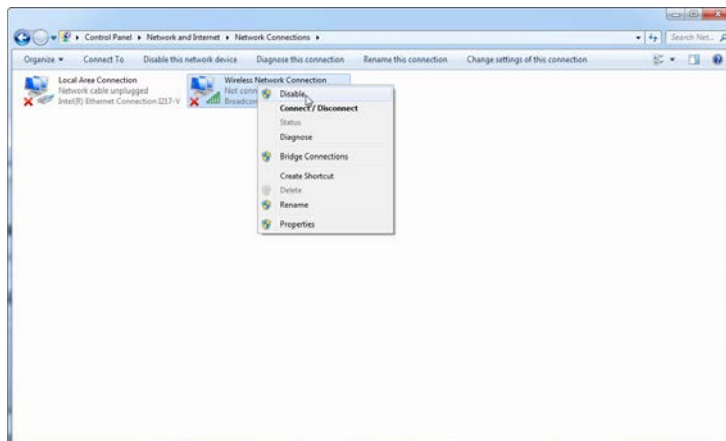 Control Panel ▸ Network and Internet ▸ Network Connections ▸
Search Net...
Organize
Connect To
Disable this network device
Diagnose this connection
Rename this connection
Change settings of this connection
Local Area Connection
Network cable unplugged
Intel(R) Ethernet Connection I217-V
Wireless Network Connection
Not conn
Broadcom
Disable
Connect / Disconnect
Status
Diagnose
Bridge Connections
Create Shortcut
Delete
Rename
Properties